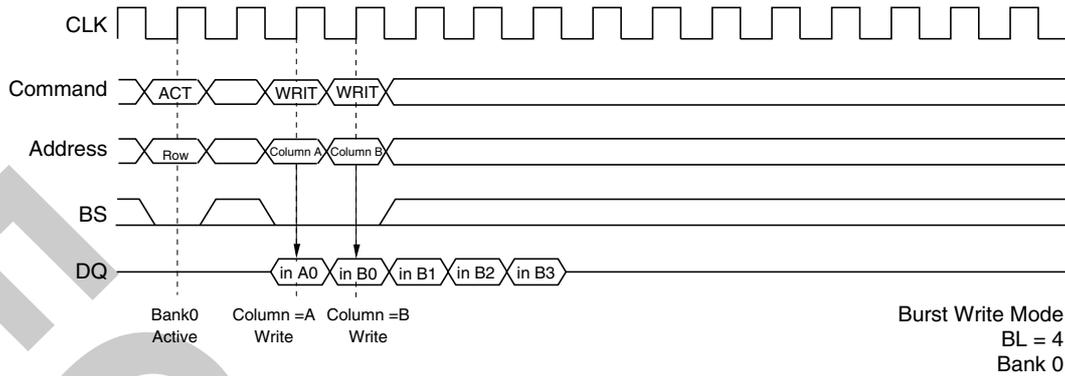 CLK
Command ACT WRIT WRIT
Address Row Column A Column B
BS
DQ in A0 in B0 in B1 in B2 in B3
Bank0 Column =A Column =B
Active Write Write
Burst Write Mode
BL = 4
Bank 0